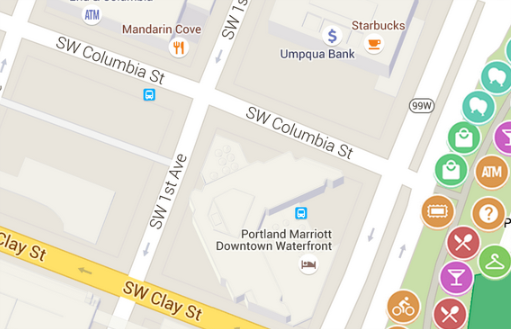 ATM
Mandarin Cove
Starbucks
$
Umpqua Bank
SW 1s
SW Columbia St
99W
SW Columbia St
ATM
SW 1st Ave
?
Portland Marriott
Downtown Waterfront
Clay St
SW Clay St
P